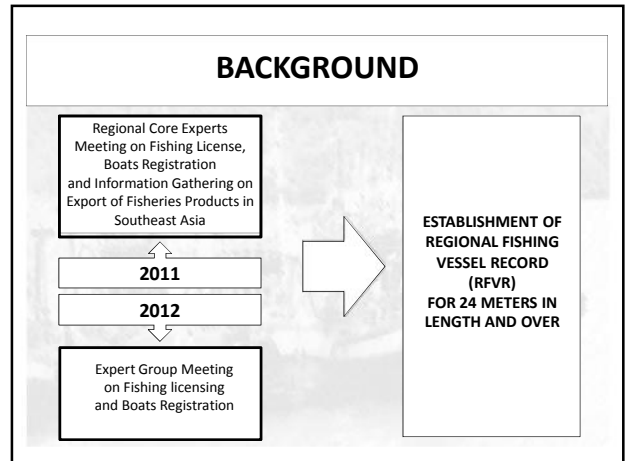 BACKGROUND
Regional Core Experts
Meeting on Fishing License,
Boats Registration
and Information Gathering on
Export of Fisheries Products in
Southeast Asia
2011
2012
Expert Group Meeting
on Fishing licensing
and Boats Registration
ESTABLISHMENT OF
REGIONAL FISHING
VESSEL RECORD
(RFVR)
FOR 24 METERS IN
LENGTH AND OVER